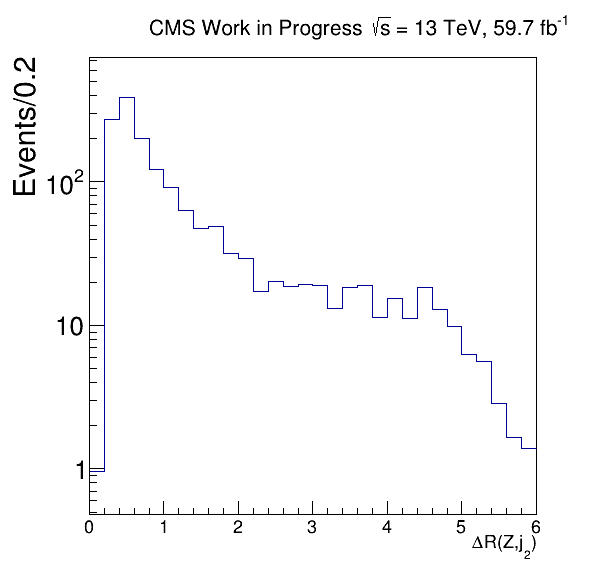 CMS Work in Progress √s = 13 TeV, 59.7 fb⁻¹
Events/0.2
10²
10
1
0 1 2 3 4 5 6
ΔR(Z,j₂)